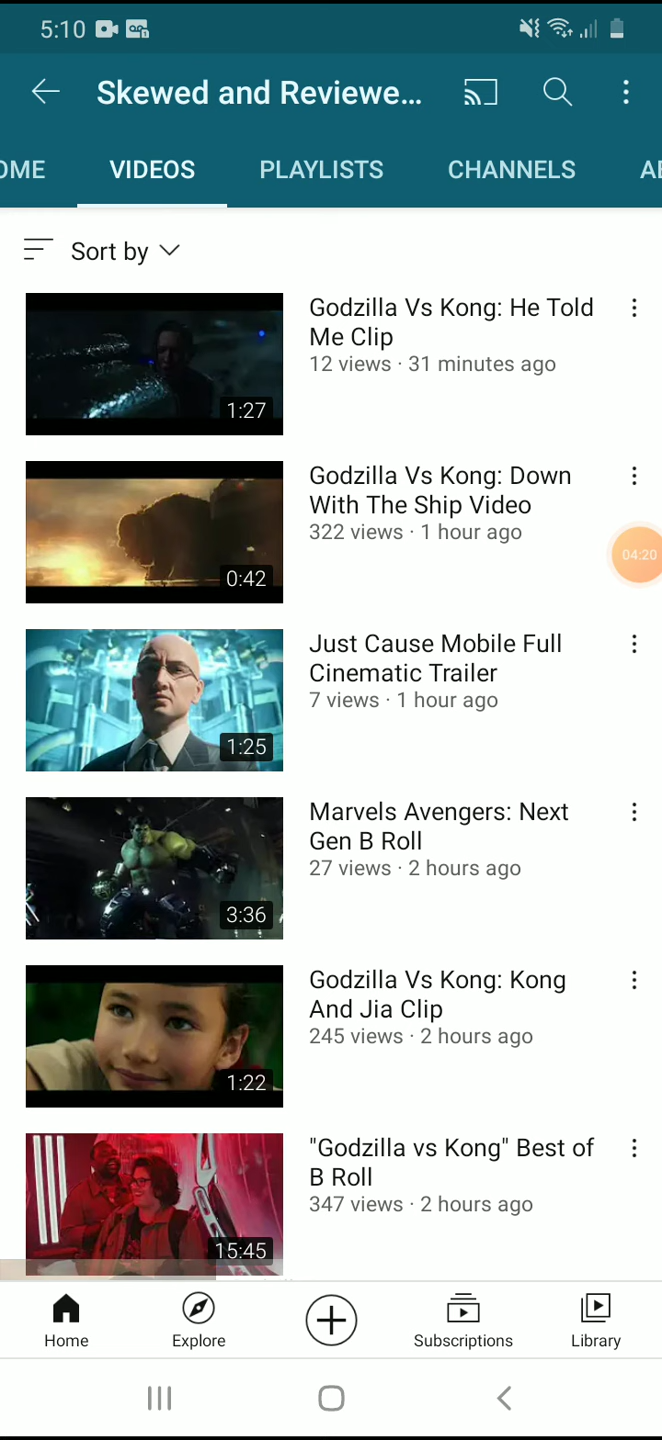 5:10
Skewed and Reviewe...
OME VIDEOS PLAYLISTS CHANNELS AB
Sort by
Godzilla Vs Kong: He Told
Me Clip
12 views · 31 minutes ago
1:27
Godzilla Vs Kong: Down
With The Ship Video
322 views · 1 hour ago
0:42
04:20
Just Cause Mobile Full
Cinematic Trailer
7 views · 1 hour ago
1:25
Marvels Avengers: Next
Gen B Roll
27 views · 2 hours ago
3:36
Godzilla Vs Kong: Kong
And Jia Clip
245 views · 2 hours ago
1:22
"Godzilla vs Kong" Best of
B Roll
347 views · 2 hours ago
15:45
Home Explore Subscriptions Library